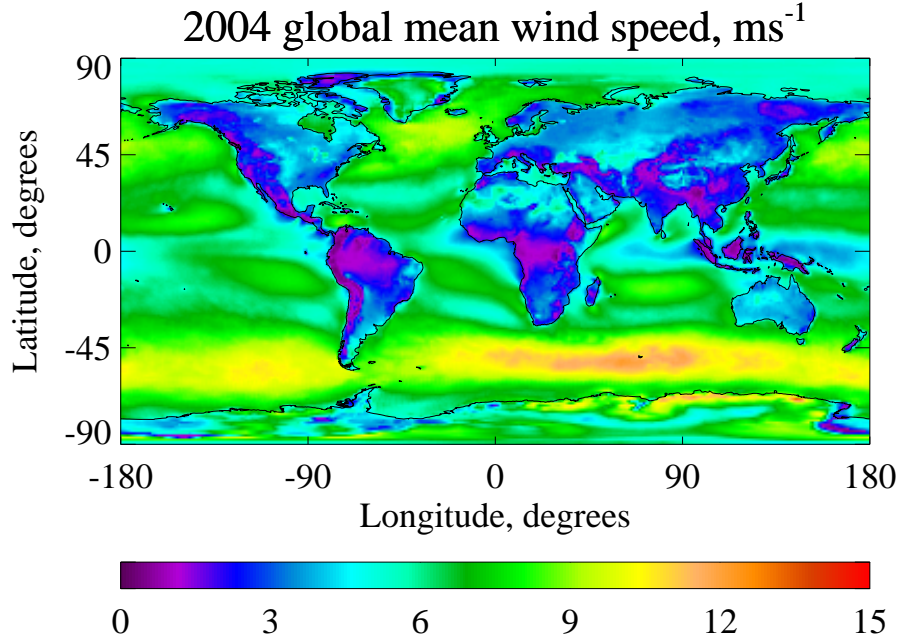 2004 global mean wind speed, ms-1
Latitude, degrees
90
45
0
-45
-90
-180 -90 0 90 180
Longitude, degrees
0 3 6 9 12 15